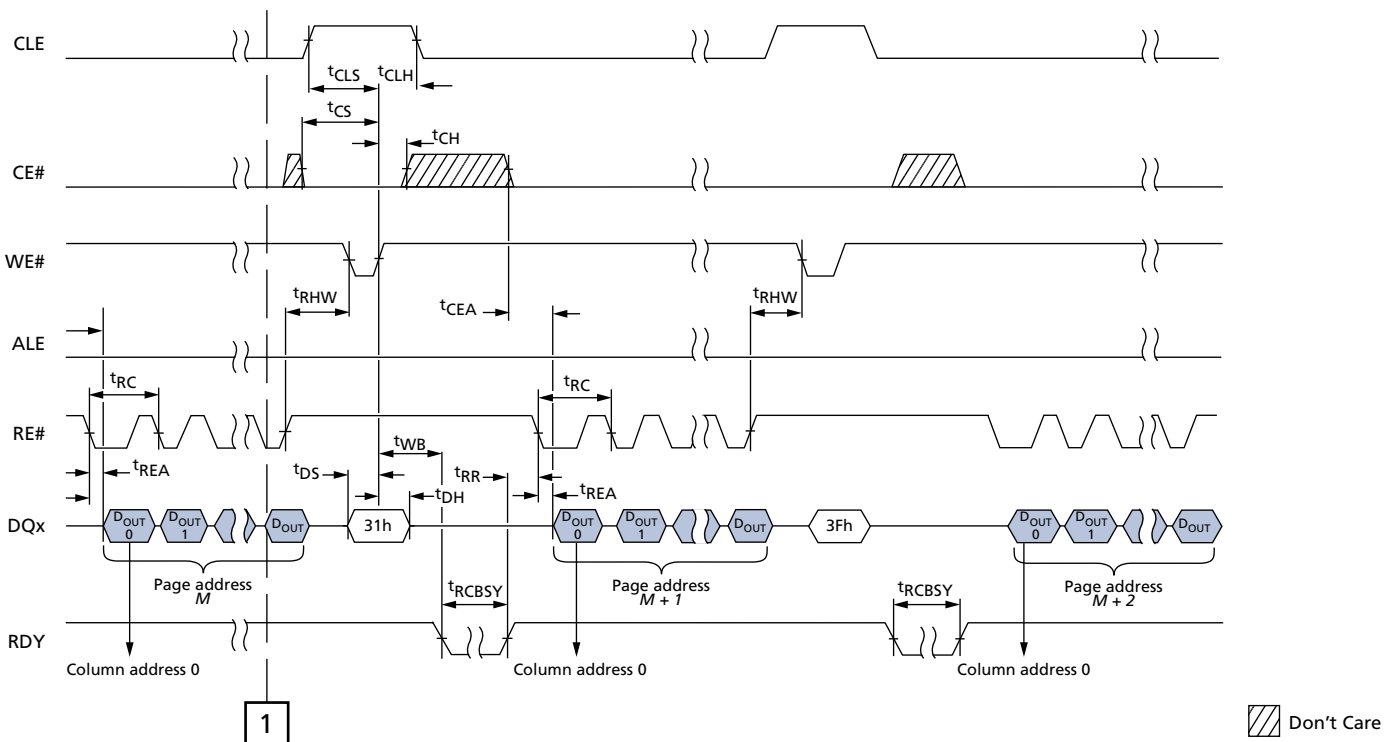 CLE
tCLS
tCLH
tCS
tCH
CE#
WE#
tRHW
tCEA
tRHW
ALE
tRC
tRC
RE#
tWB
tREA
tDS
tRR
tDH
tREA
DQx
DOUT 0
DOUT 1
DOUT
31h
DOUT 0
DOUT 1
DOUT
3Fh
DOUT 0
DOUT 1
DOUT
Page address
M
Page address
M + 1
Page address
M + 2
tRCBSY
tRCBSY
RDY
Column address 0
Column address 0
Column address 0
1
Don't Care